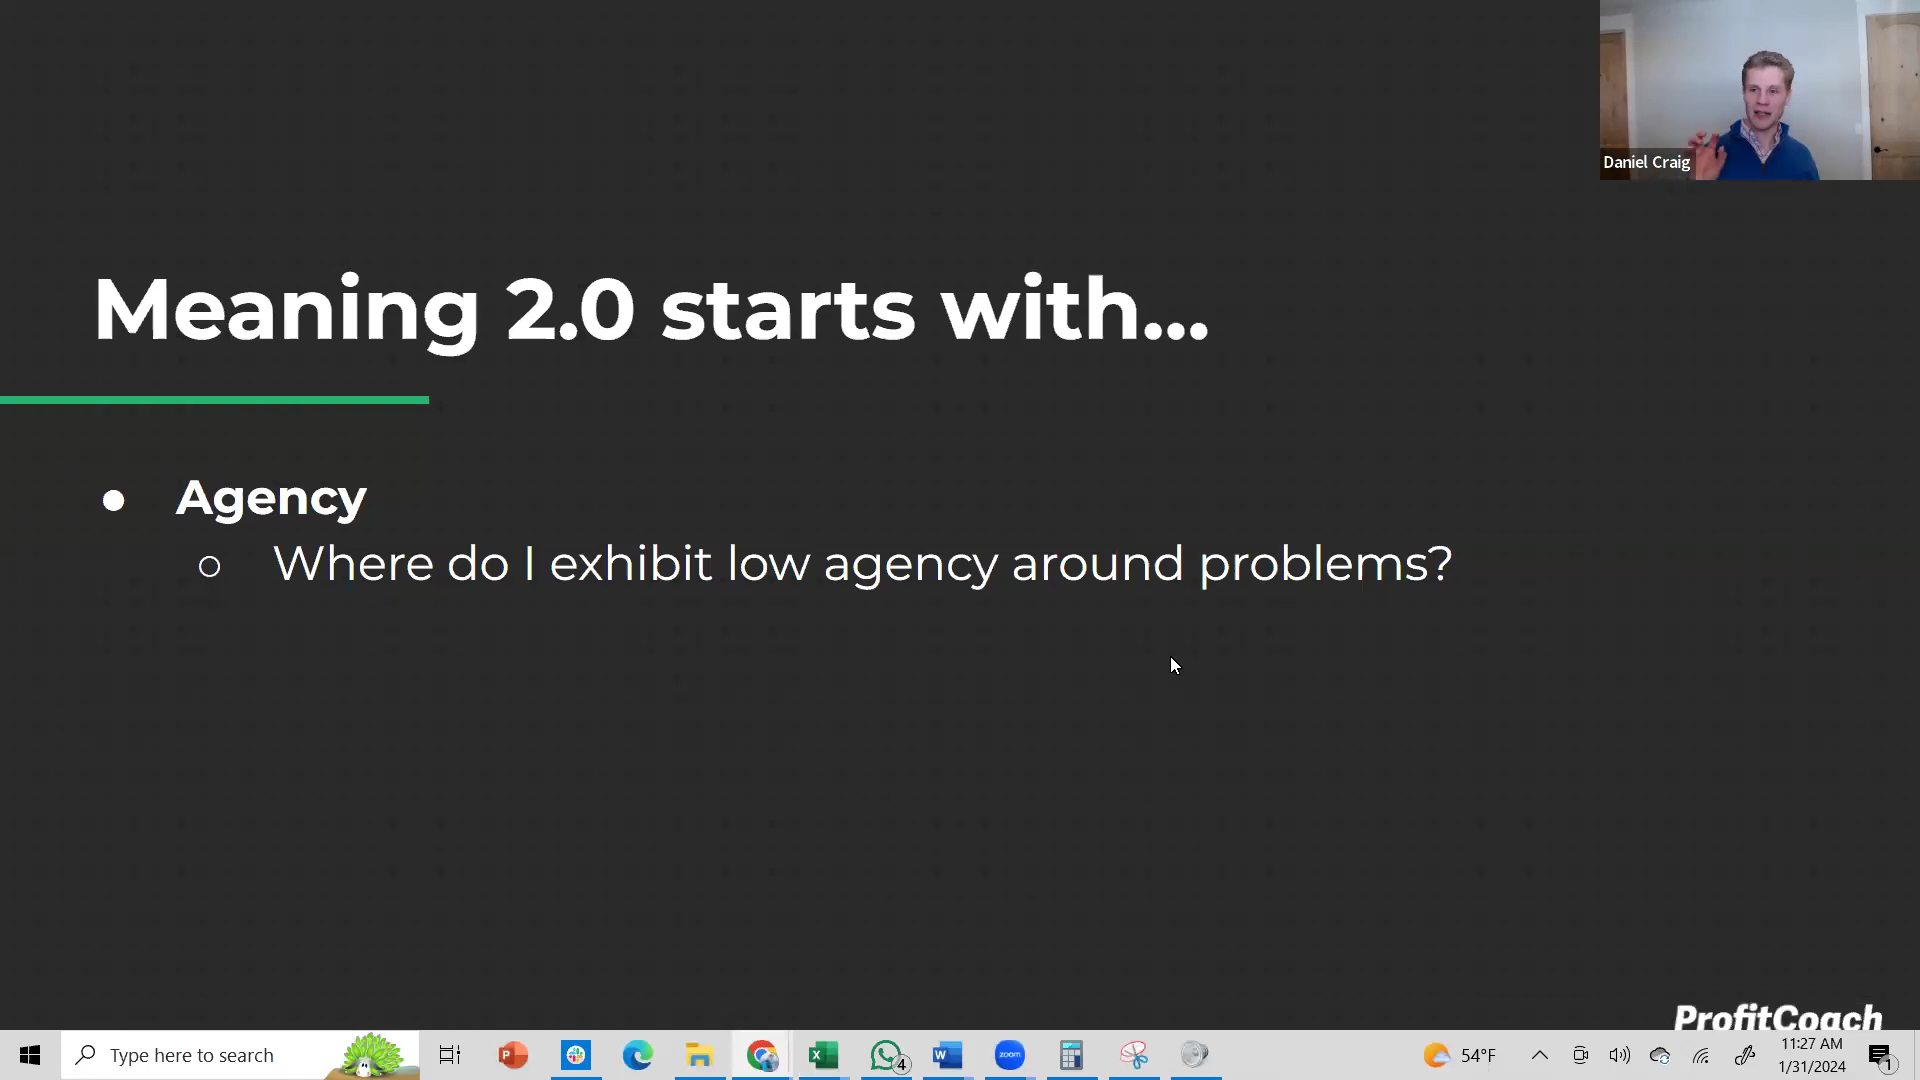 Daniel Craig
Meaning 2.0 starts with...
● Agency
○ Where do I exhibit low agency around problems?
ProfitCoach
Type here to search
zoom
4
54°F
11:27 AM
1/31/2024
1